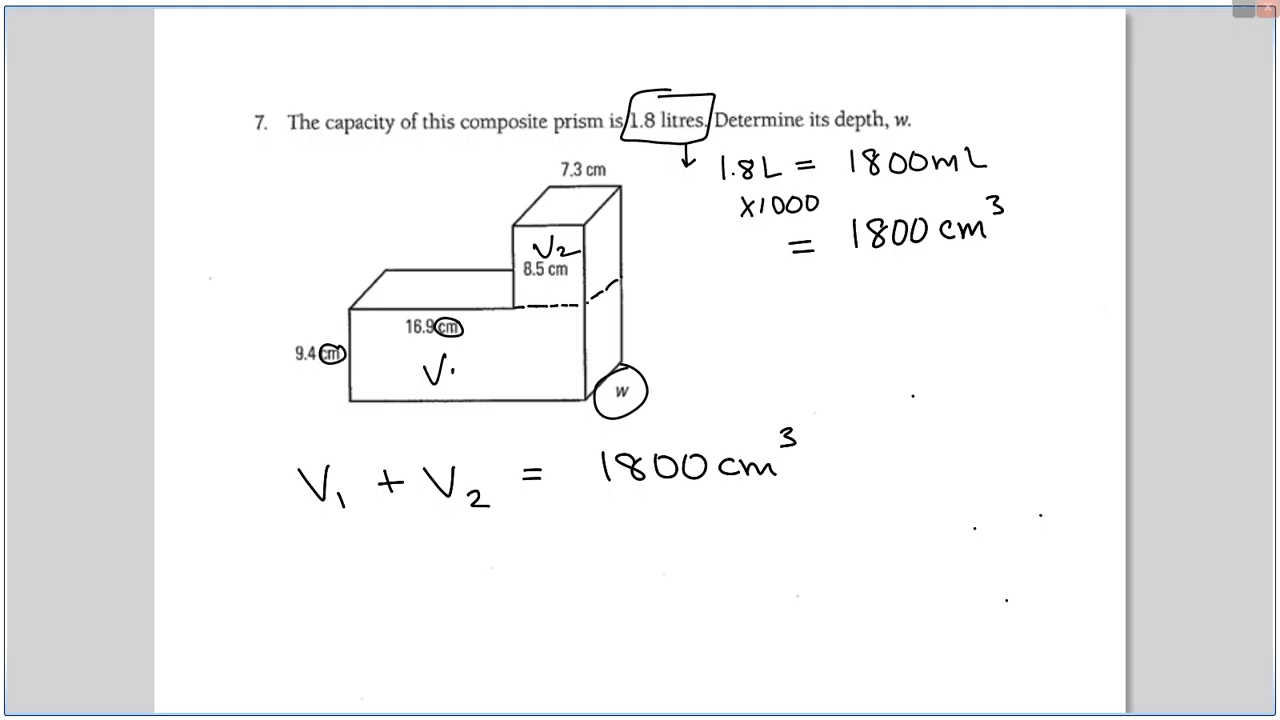 7. The capacity of this composite prism is 1.8 litres. Determine its depth, w.
7.3 cm
1.8L = 1800mL
x1000
= 1800 cm³
V2
8.5 cm
16.9 cm
9.4 cm
V1
w
V₁ + V₂ = 1800 cm³